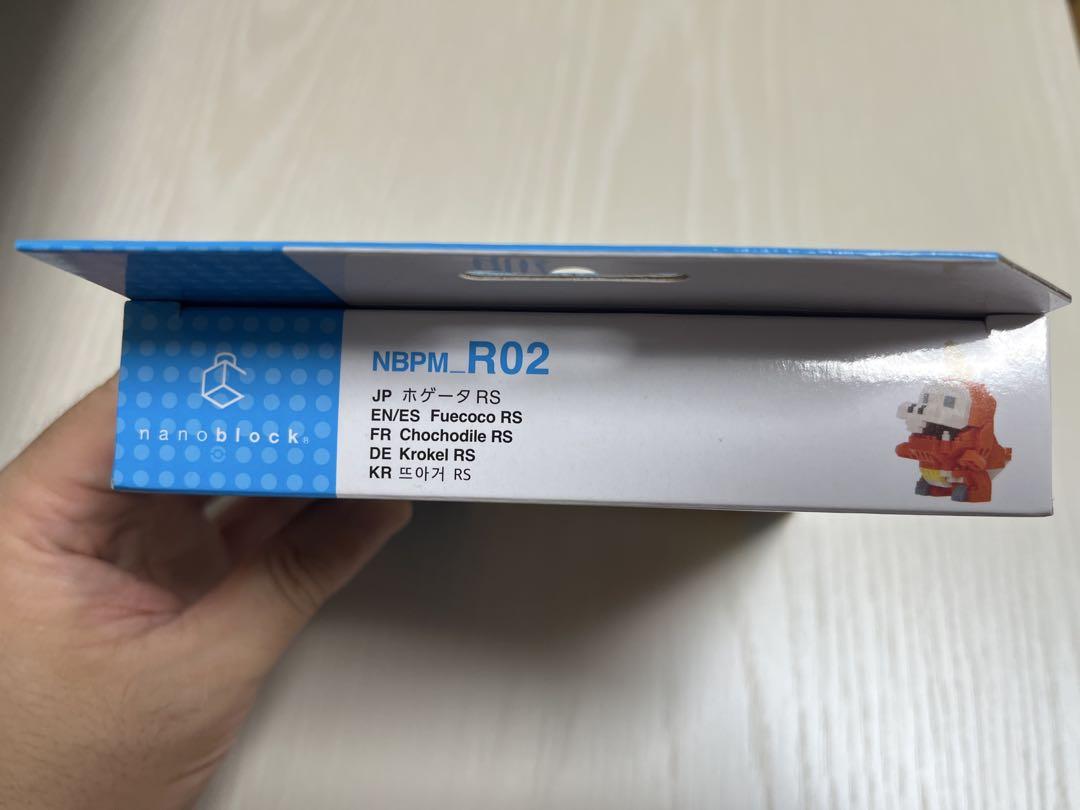 nanoblock®
NBPM_R02
JP ホゲータ RS
EN/ES Fuecoco RS
FR Chochodile RS
DE Krokel RS
KR 뜨아거 RS